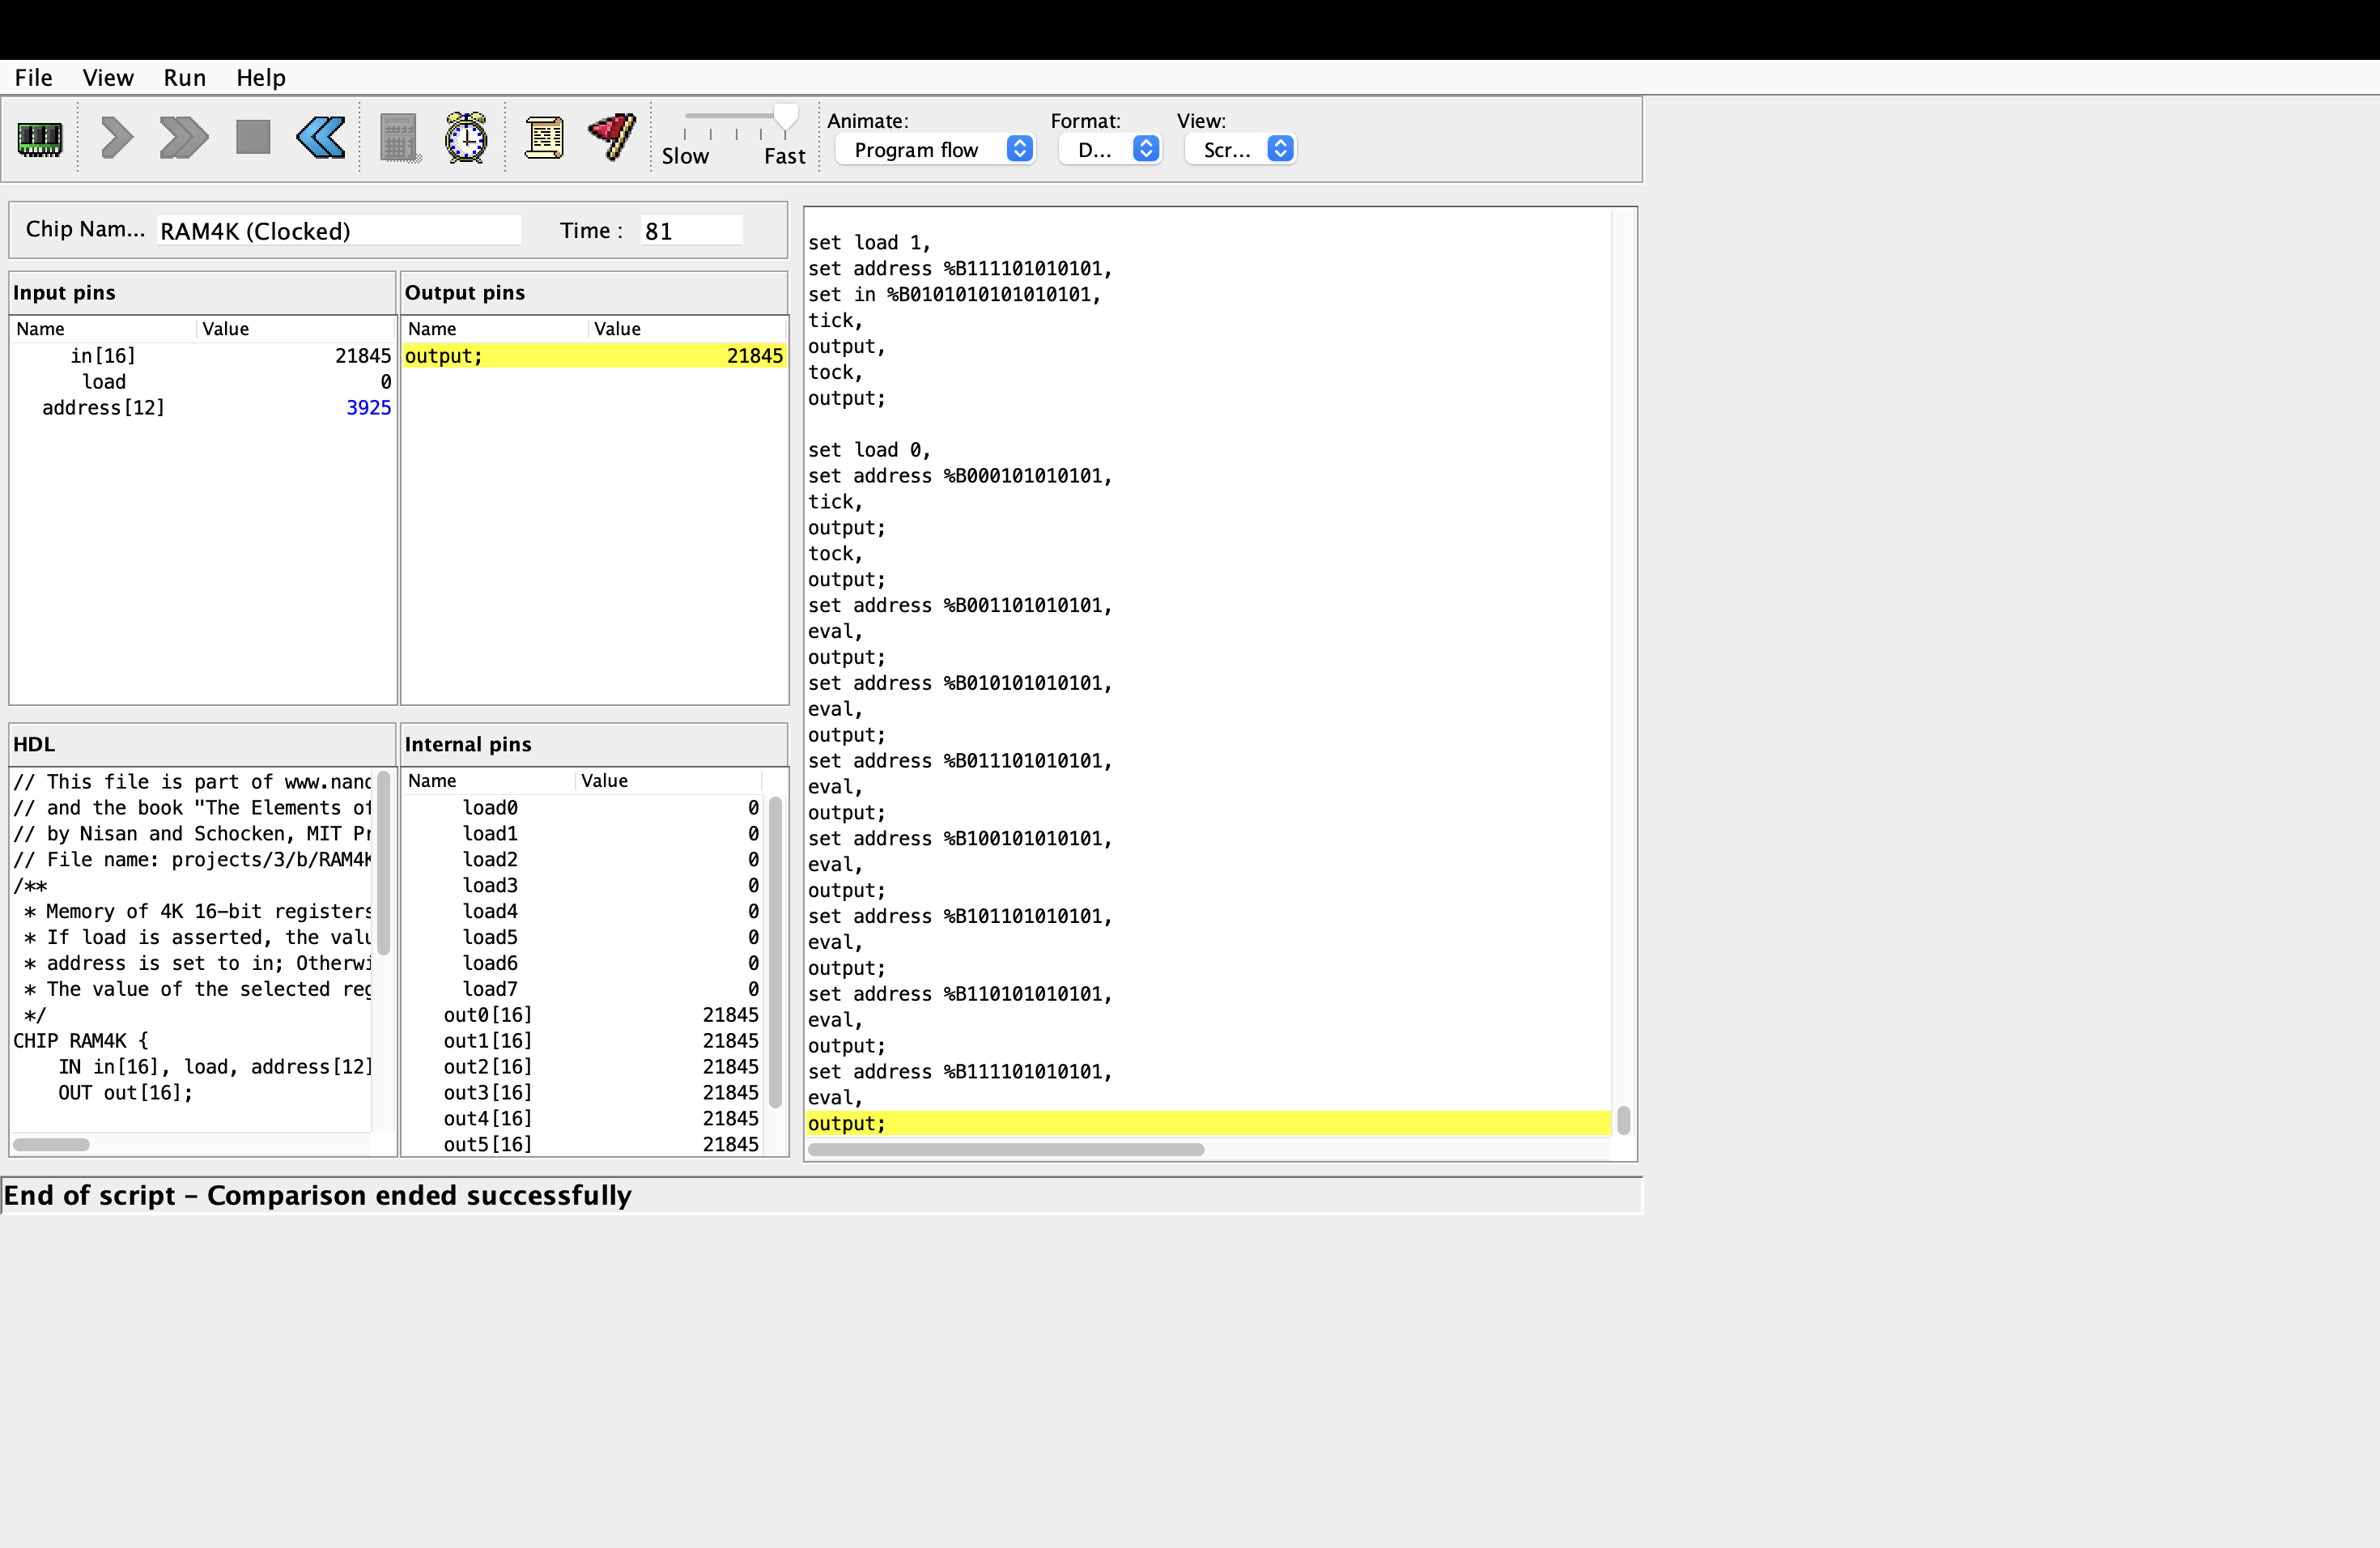 File View Run Help
Slow Fast
Animate: Format: View:
Program flow D... Scr...
Chip Nam... RAM4K (Clocked) Time : 81
Input pins
Name Value
in[16] 21845
load 0
address[12] 3925
Output pins
Name Value
output; 21845
HDL
// This file is part of www.nand
// and the book "The Elements of
// by Nisan and Schocken, MIT Pr
// File name: projects/3/b/RAM4K
/**
* Memory of 4K 16-bit registers
* If load is asserted, the valu
* address is set to in; Otherwi
* The value of the selected reg
*/
CHIP RAM4K {
IN in[16], load, address[12]
OUT out[16];
Internal pins
Name Value
load0 0
load1 0
load2 0
load3 0
load4 0
load5 0
load6 0
load7 0
out0[16] 21845
out1[16] 21845
out2[16] 21845
out3[16] 21845
out4[16] 21845
out5[16] 21845
set load 1,
set address %B111101010101,
set in %B0101010101010101,
tick,
output,
tock,
output;
set load 0,
set address %B000101010101,
tick,
output;
tock,
output;
set address %B001101010101,
eval,
output;
set address %B010101010101,
eval,
output;
set address %B011101010101,
eval,
output;
set address %B100101010101,
eval,
output;
set address %B101101010101,
eval,
output;
set address %B110101010101,
eval,
output;
set address %B111101010101,
eval,
output;
End of script – Comparison ended successfully